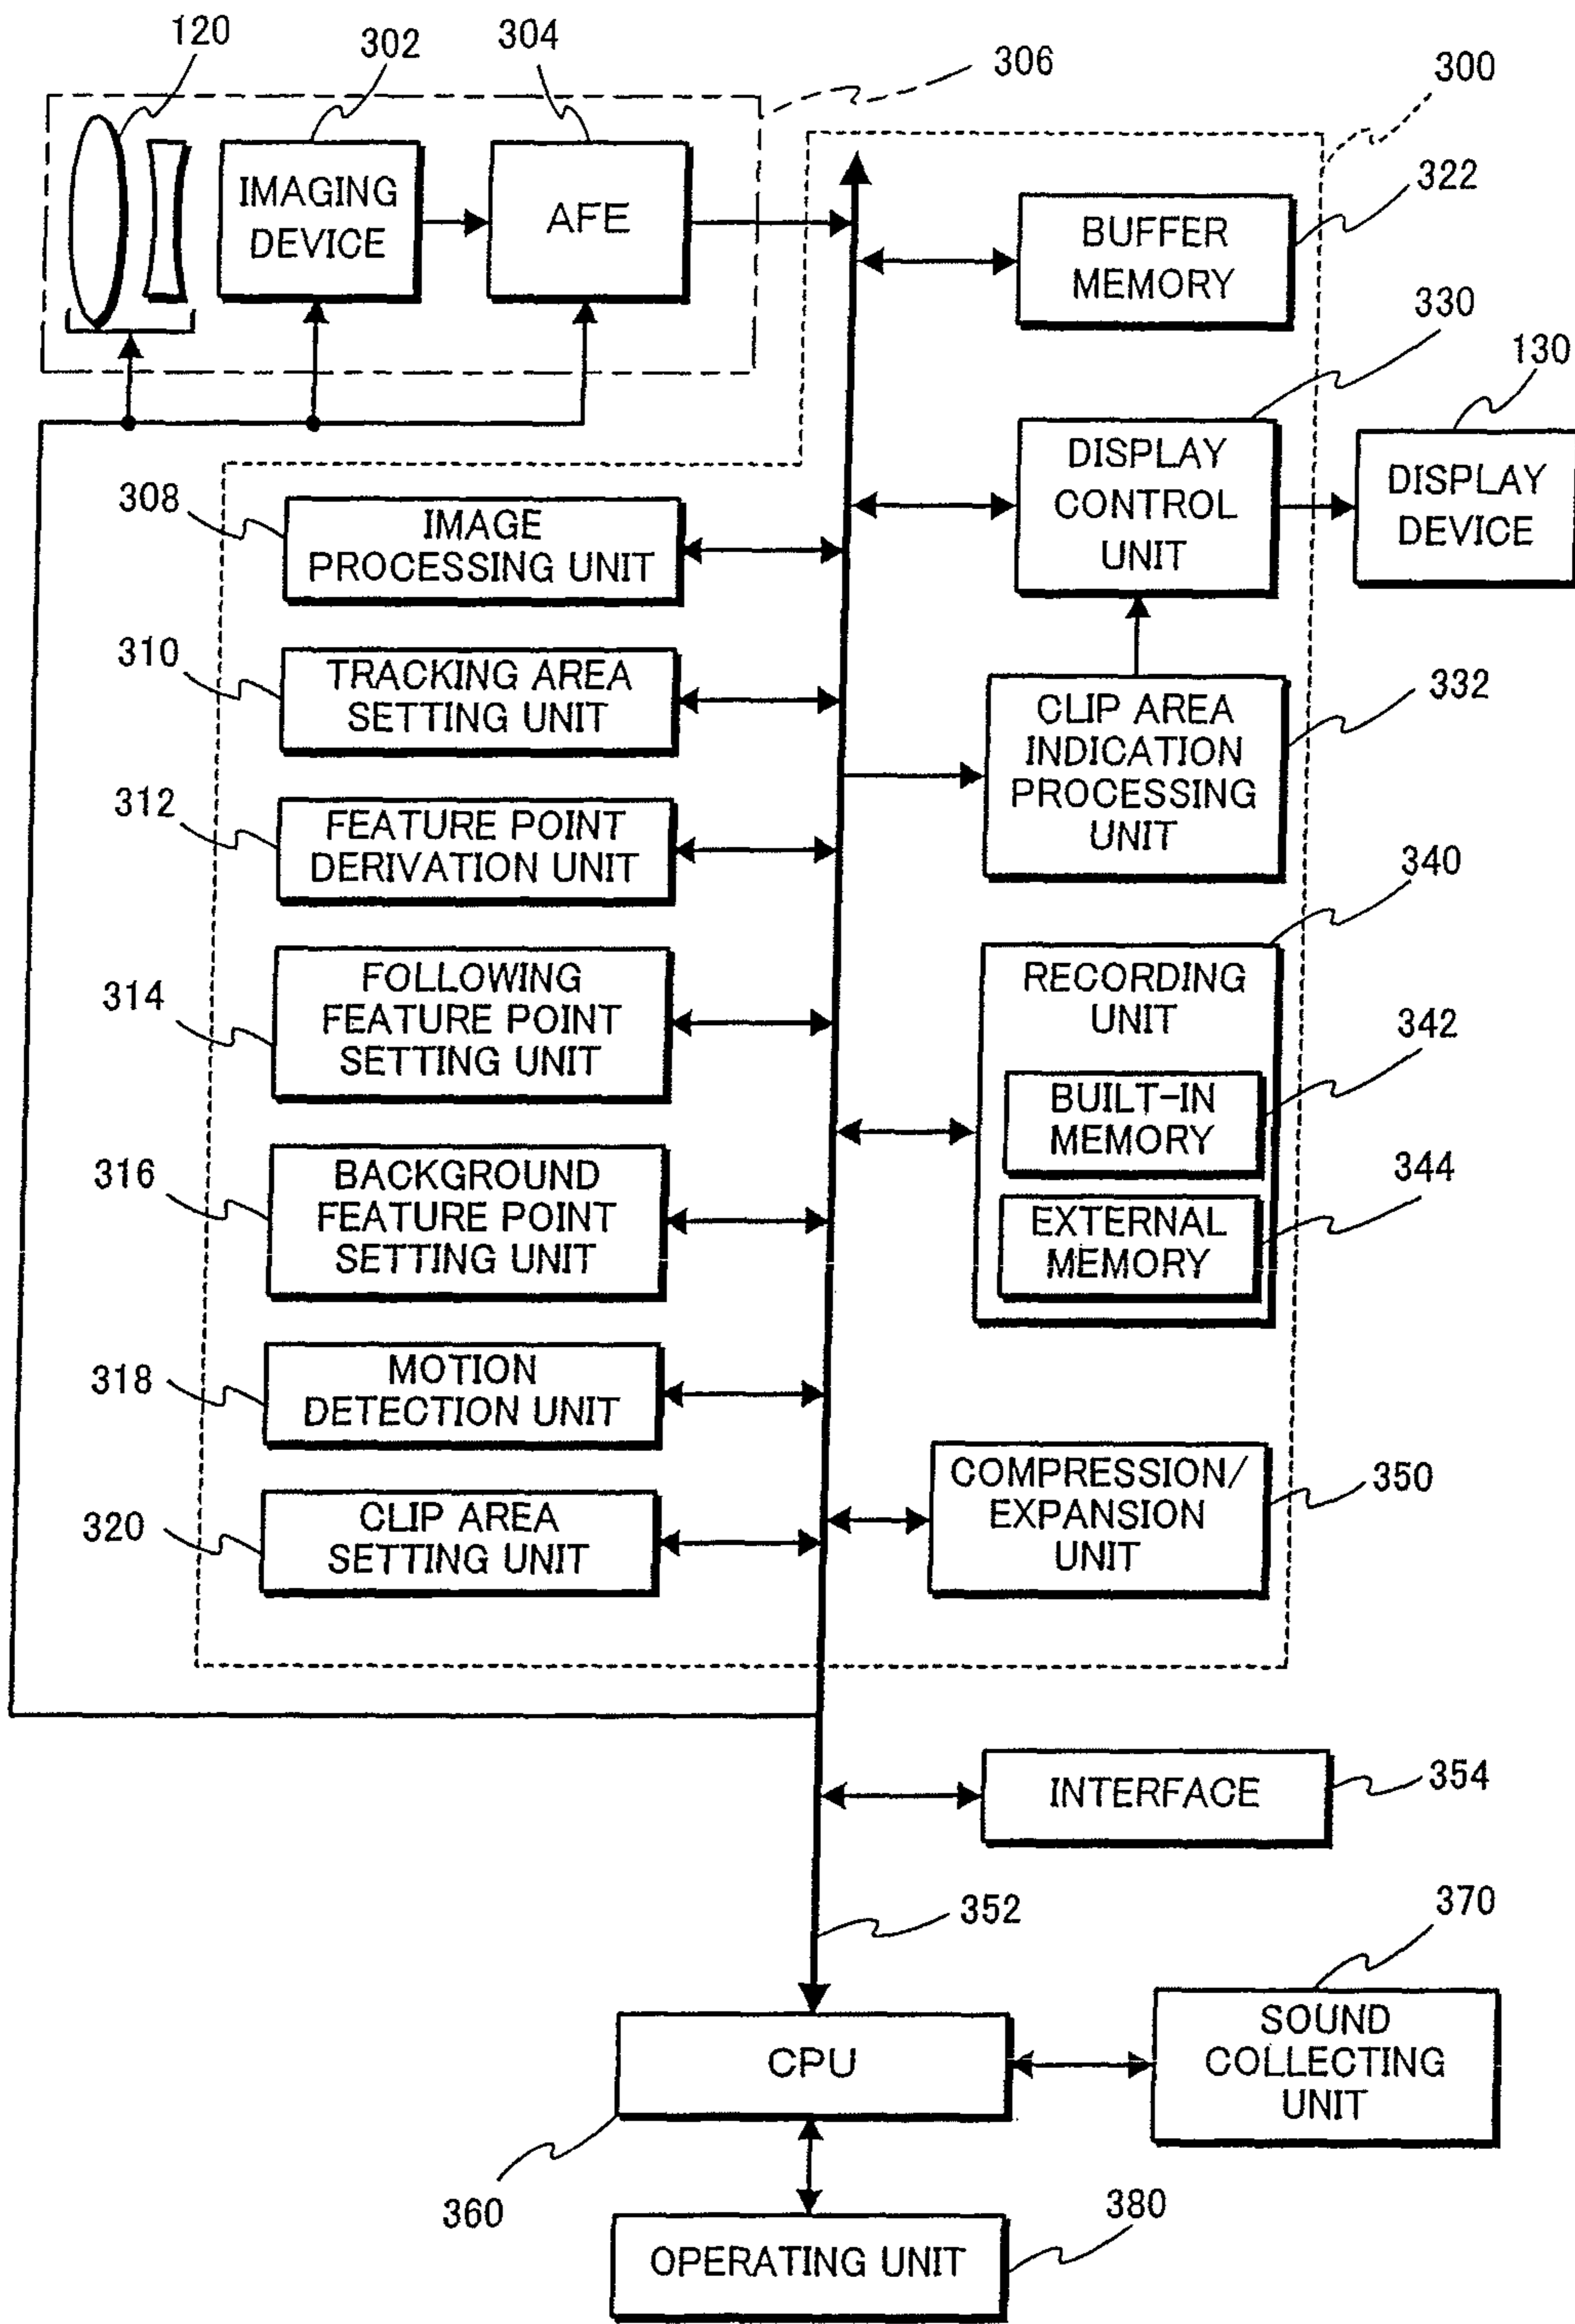 120
302
304
306
300
IMAGING
DEVICE
AFE
322
BUFFER
MEMORY
330
130
DISPLAY
CONTROL
UNIT
DISPLAY
DEVICE
308
IMAGE
PROCESSING UNIT
310
TRACKING AREA
SETTING UNIT
332
CLIP AREA
INDICATION
PROCESSING
UNIT
312
FEATURE POINT
DERIVATION UNIT
340
314
FOLLOWING
FEATURE POINT
SETTING UNIT
RECORDING
UNIT
342
BUILT-IN
MEMORY
316
BACKGROUND
FEATURE POINT
SETTING UNIT
344
EXTERNAL
MEMORY
318
MOTION
DETECTION UNIT
320
CLIP AREA
SETTING UNIT
COMPRESSION/
EXPANSION
UNIT
350
INTERFACE
354
352
370
CPU
SOUND
COLLECTING
UNIT
360
380
OPERATING UNIT